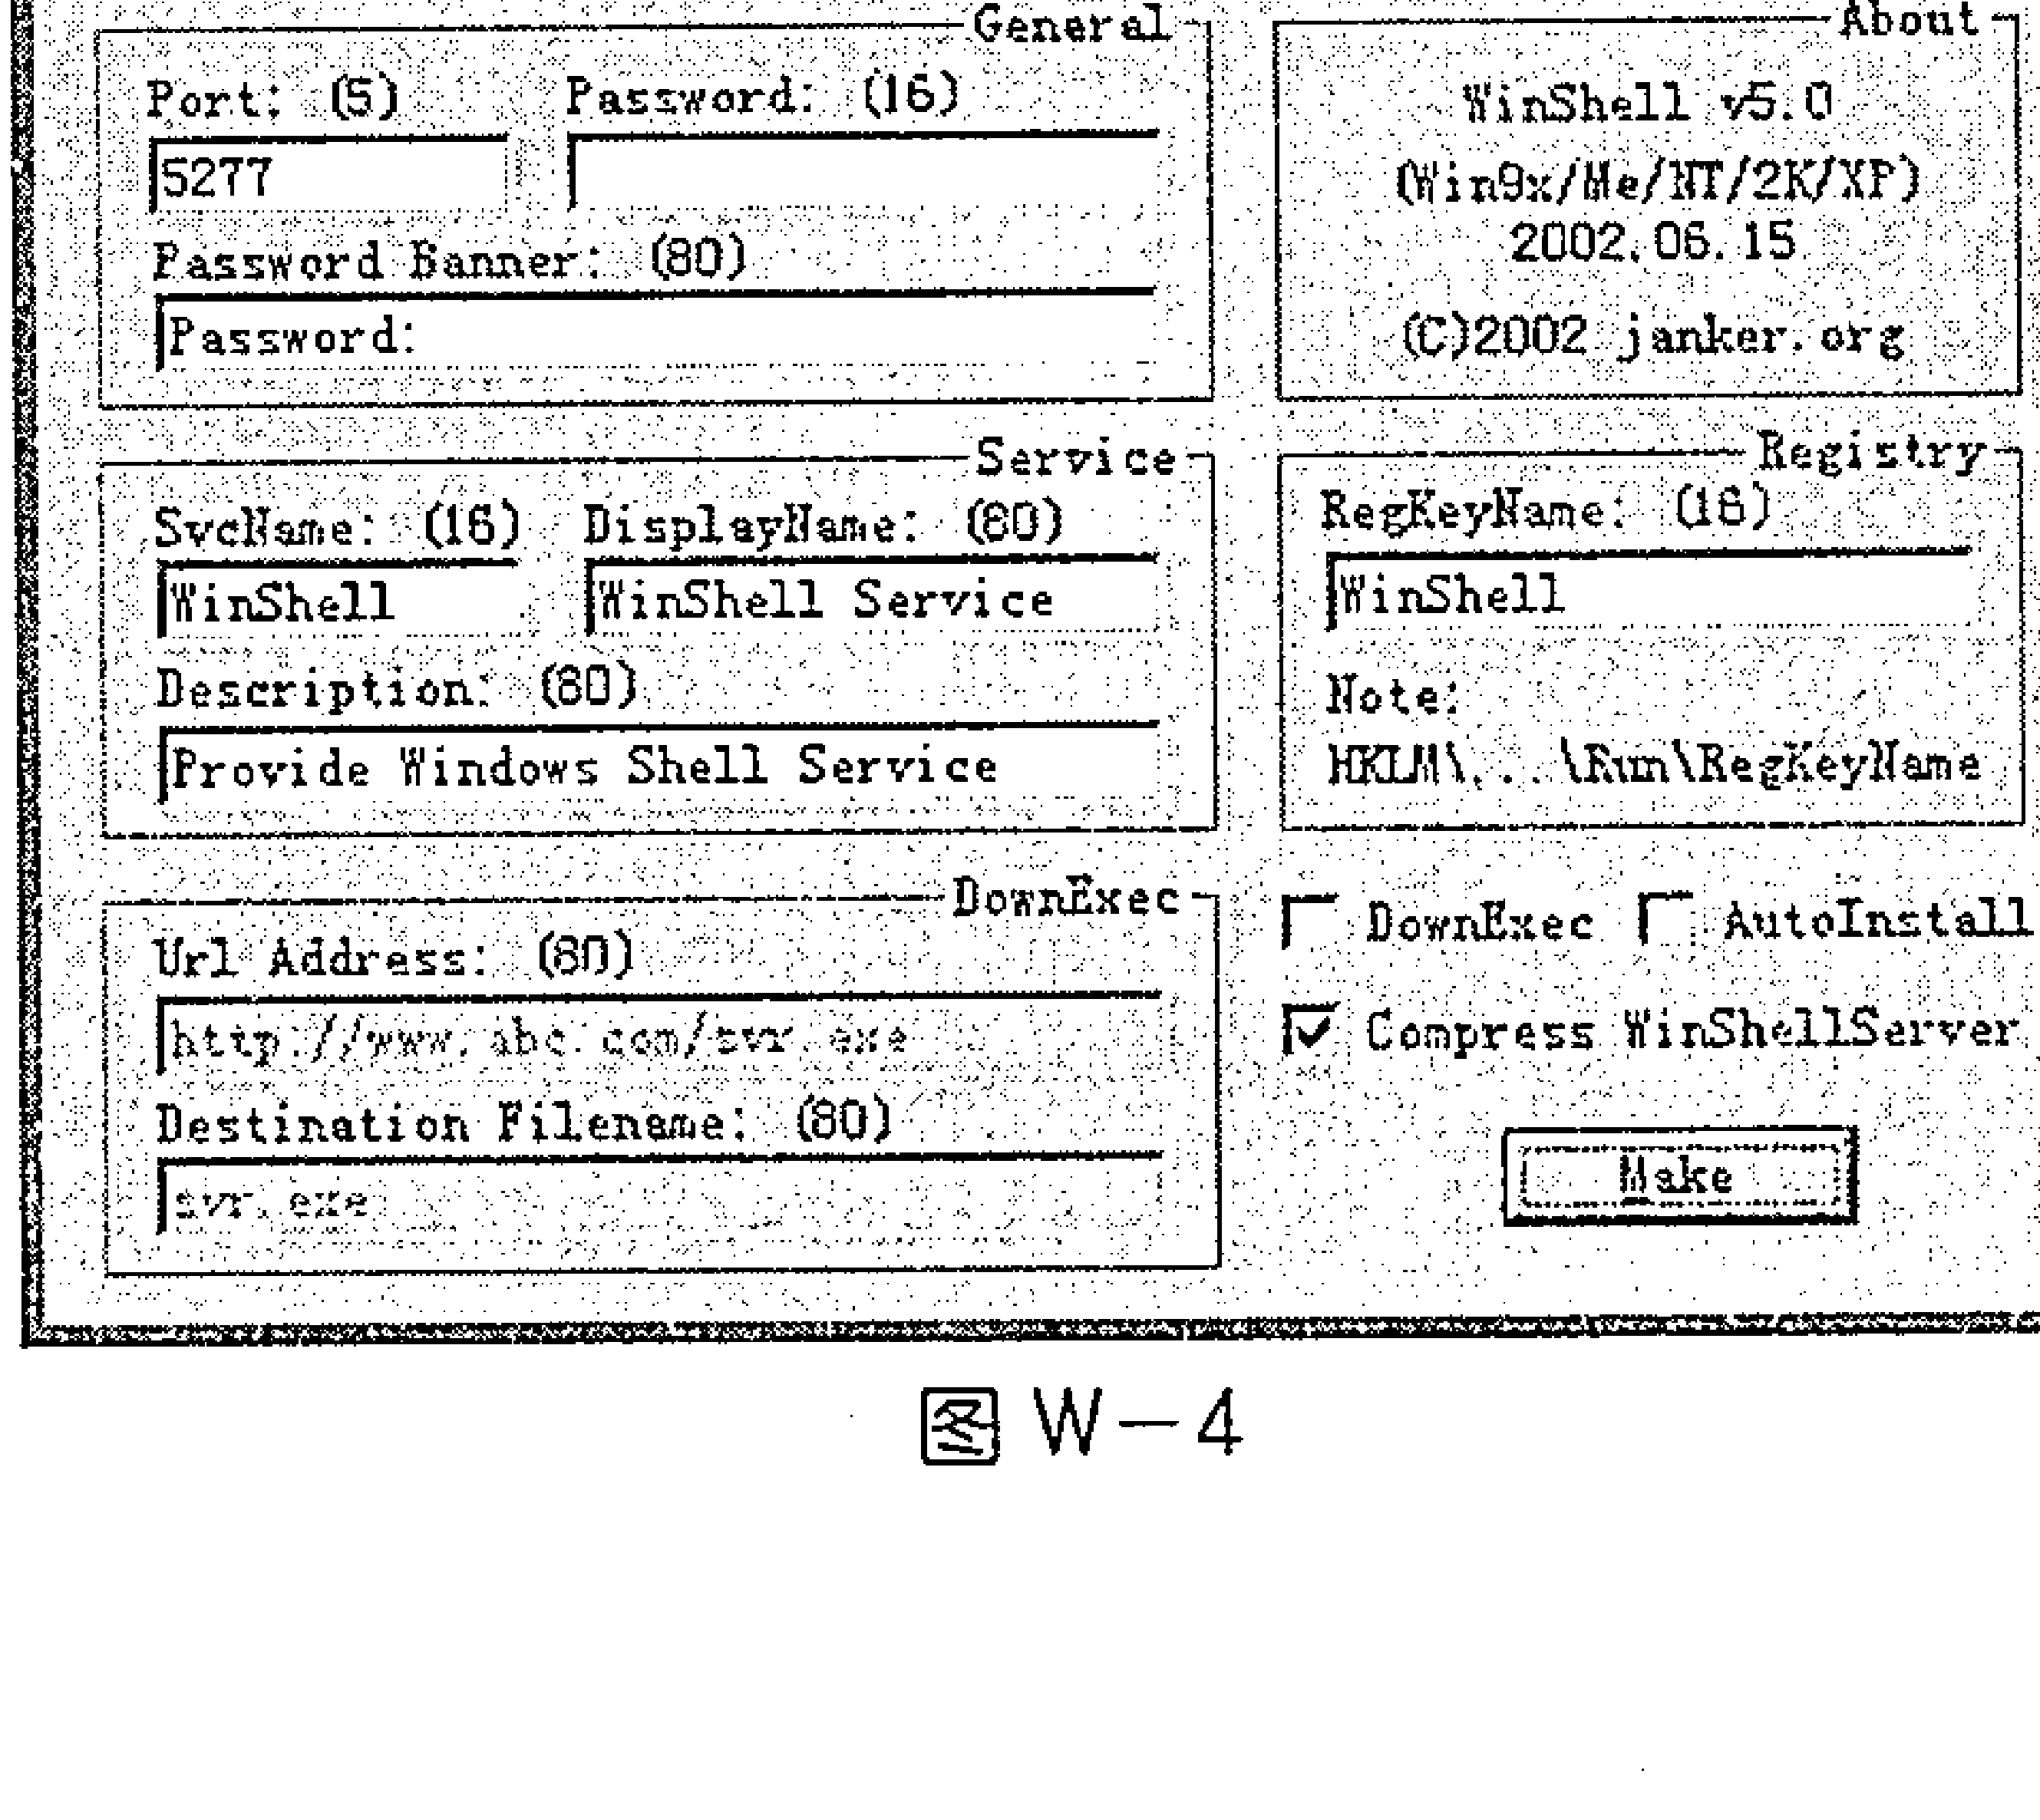 General
Port: (5) Password: (16)
5277
Password Banner: (80)
Password:
About
WinShell v5.0
(Win9x/Me/NT/2K/XP)
2002.06.15
(C)2002 janker.org
Service
SvcName: (16) DisplayName: (80)
WinShell WinShell Service
Description: (80)
Provide Windows Shell Service
Registry
RegKeyName: (16)
WinShell
Note:
HKLM\...\Run\RegKeyName
DownExec
Url Address: (80)
http://www.abc.com/svr.exe
Destination Filename: (80)
svr.exe
DownExec AutoInstall
Compress WinShellServer
Make
图 W－4